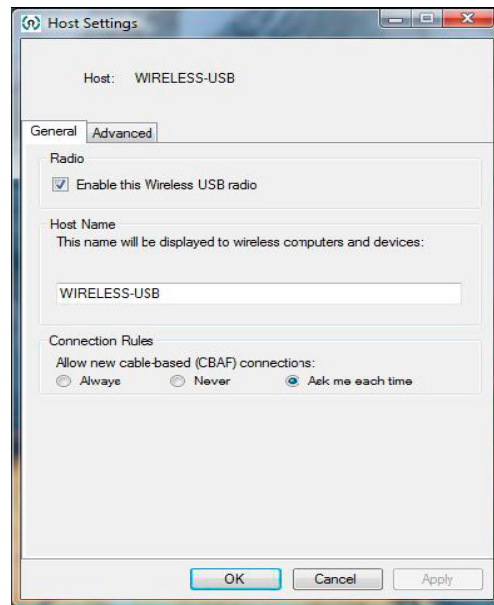 Host Settings
Host: WIRELESS-USB
General Advanced
Radio
Enable this Wireless USB radio
Host Name
This name will be displayed to wireless computers and devices:
WIRELESS-USB
Connection Rules
Allow new cable-based (CBAF) connections:
Always Never Ask me each time
OK Cancel Apply